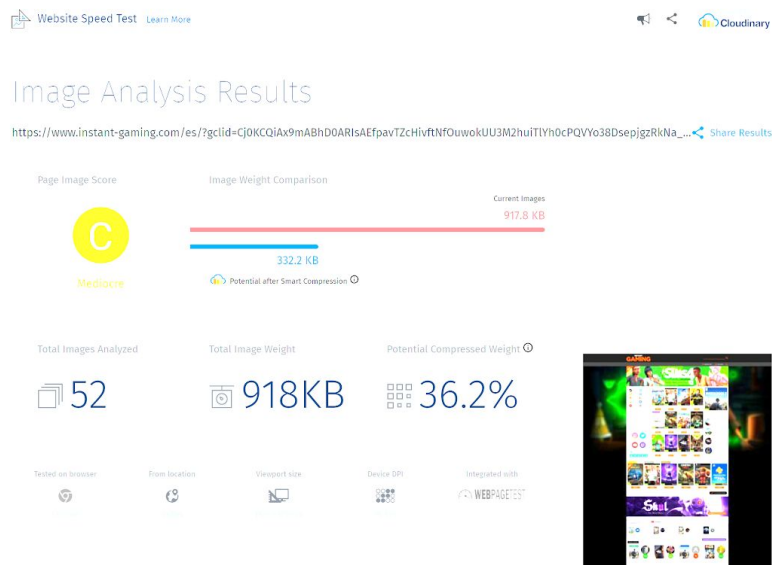 Website Speed Test Learn More
Cloudinary
Image Analysis Results
https://www.instant-gaming.com/es/?gclid=Cj0KCQiAx9mABhD0ARIsAEfpavTZcHivftNfOuwokUU3M2huiTlYh0cPQVYo38DsepjgzRkNa_... Share Results
Page Image Score
Image Weight Comparison
Current Images
917.8 KB
C
332.2 KB
Mediocre
Potential after Smart Compression
Total Images Analyzed
Total Image Weight
Potential Compressed Weight
52
918KB
36.2%
GAMING
Tested on browser
From location
Viewport size
Device DPI
Integrated with
WEBPAGETEST